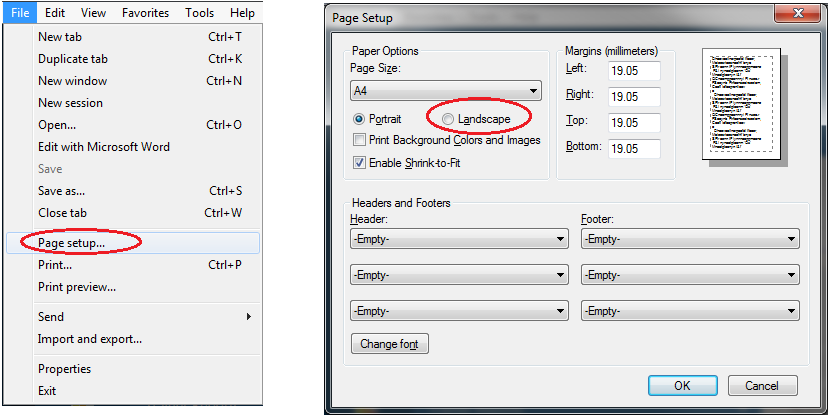 File Edit View Favorites Tools Help
New tab Ctrl+T
Duplicate tab Ctrl+K
New window Ctrl+N
New session
Open... Ctrl+O
Edit with Microsoft Word
Save
Save as... Ctrl+S
Close tab Ctrl+W
Page setup...
Print... Ctrl+P
Print preview...
Send
Import and export...
Properties
Exit
Page Setup
Paper Options
Page Size:
A4
Portrait Landscape
Print Background Colors and Images
Enable Shrink-to-Fit
Margins (millimeters)
Left: 19.05
Right: 19.05
Top: 19.05
Bottom: 19.05
Headers and Footers
Header: Footer:
-Empty- -Empty-
-Empty- -Empty-
-Empty- -Empty-
Change font
OK Cancel